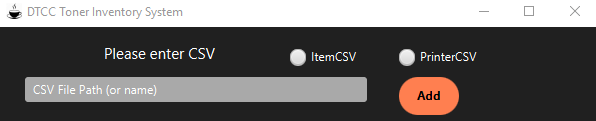 DTCC Toner Inventory System
Please enter CSV
ItemCSV
PrinterCSV
CSV File Path (or name)
Add